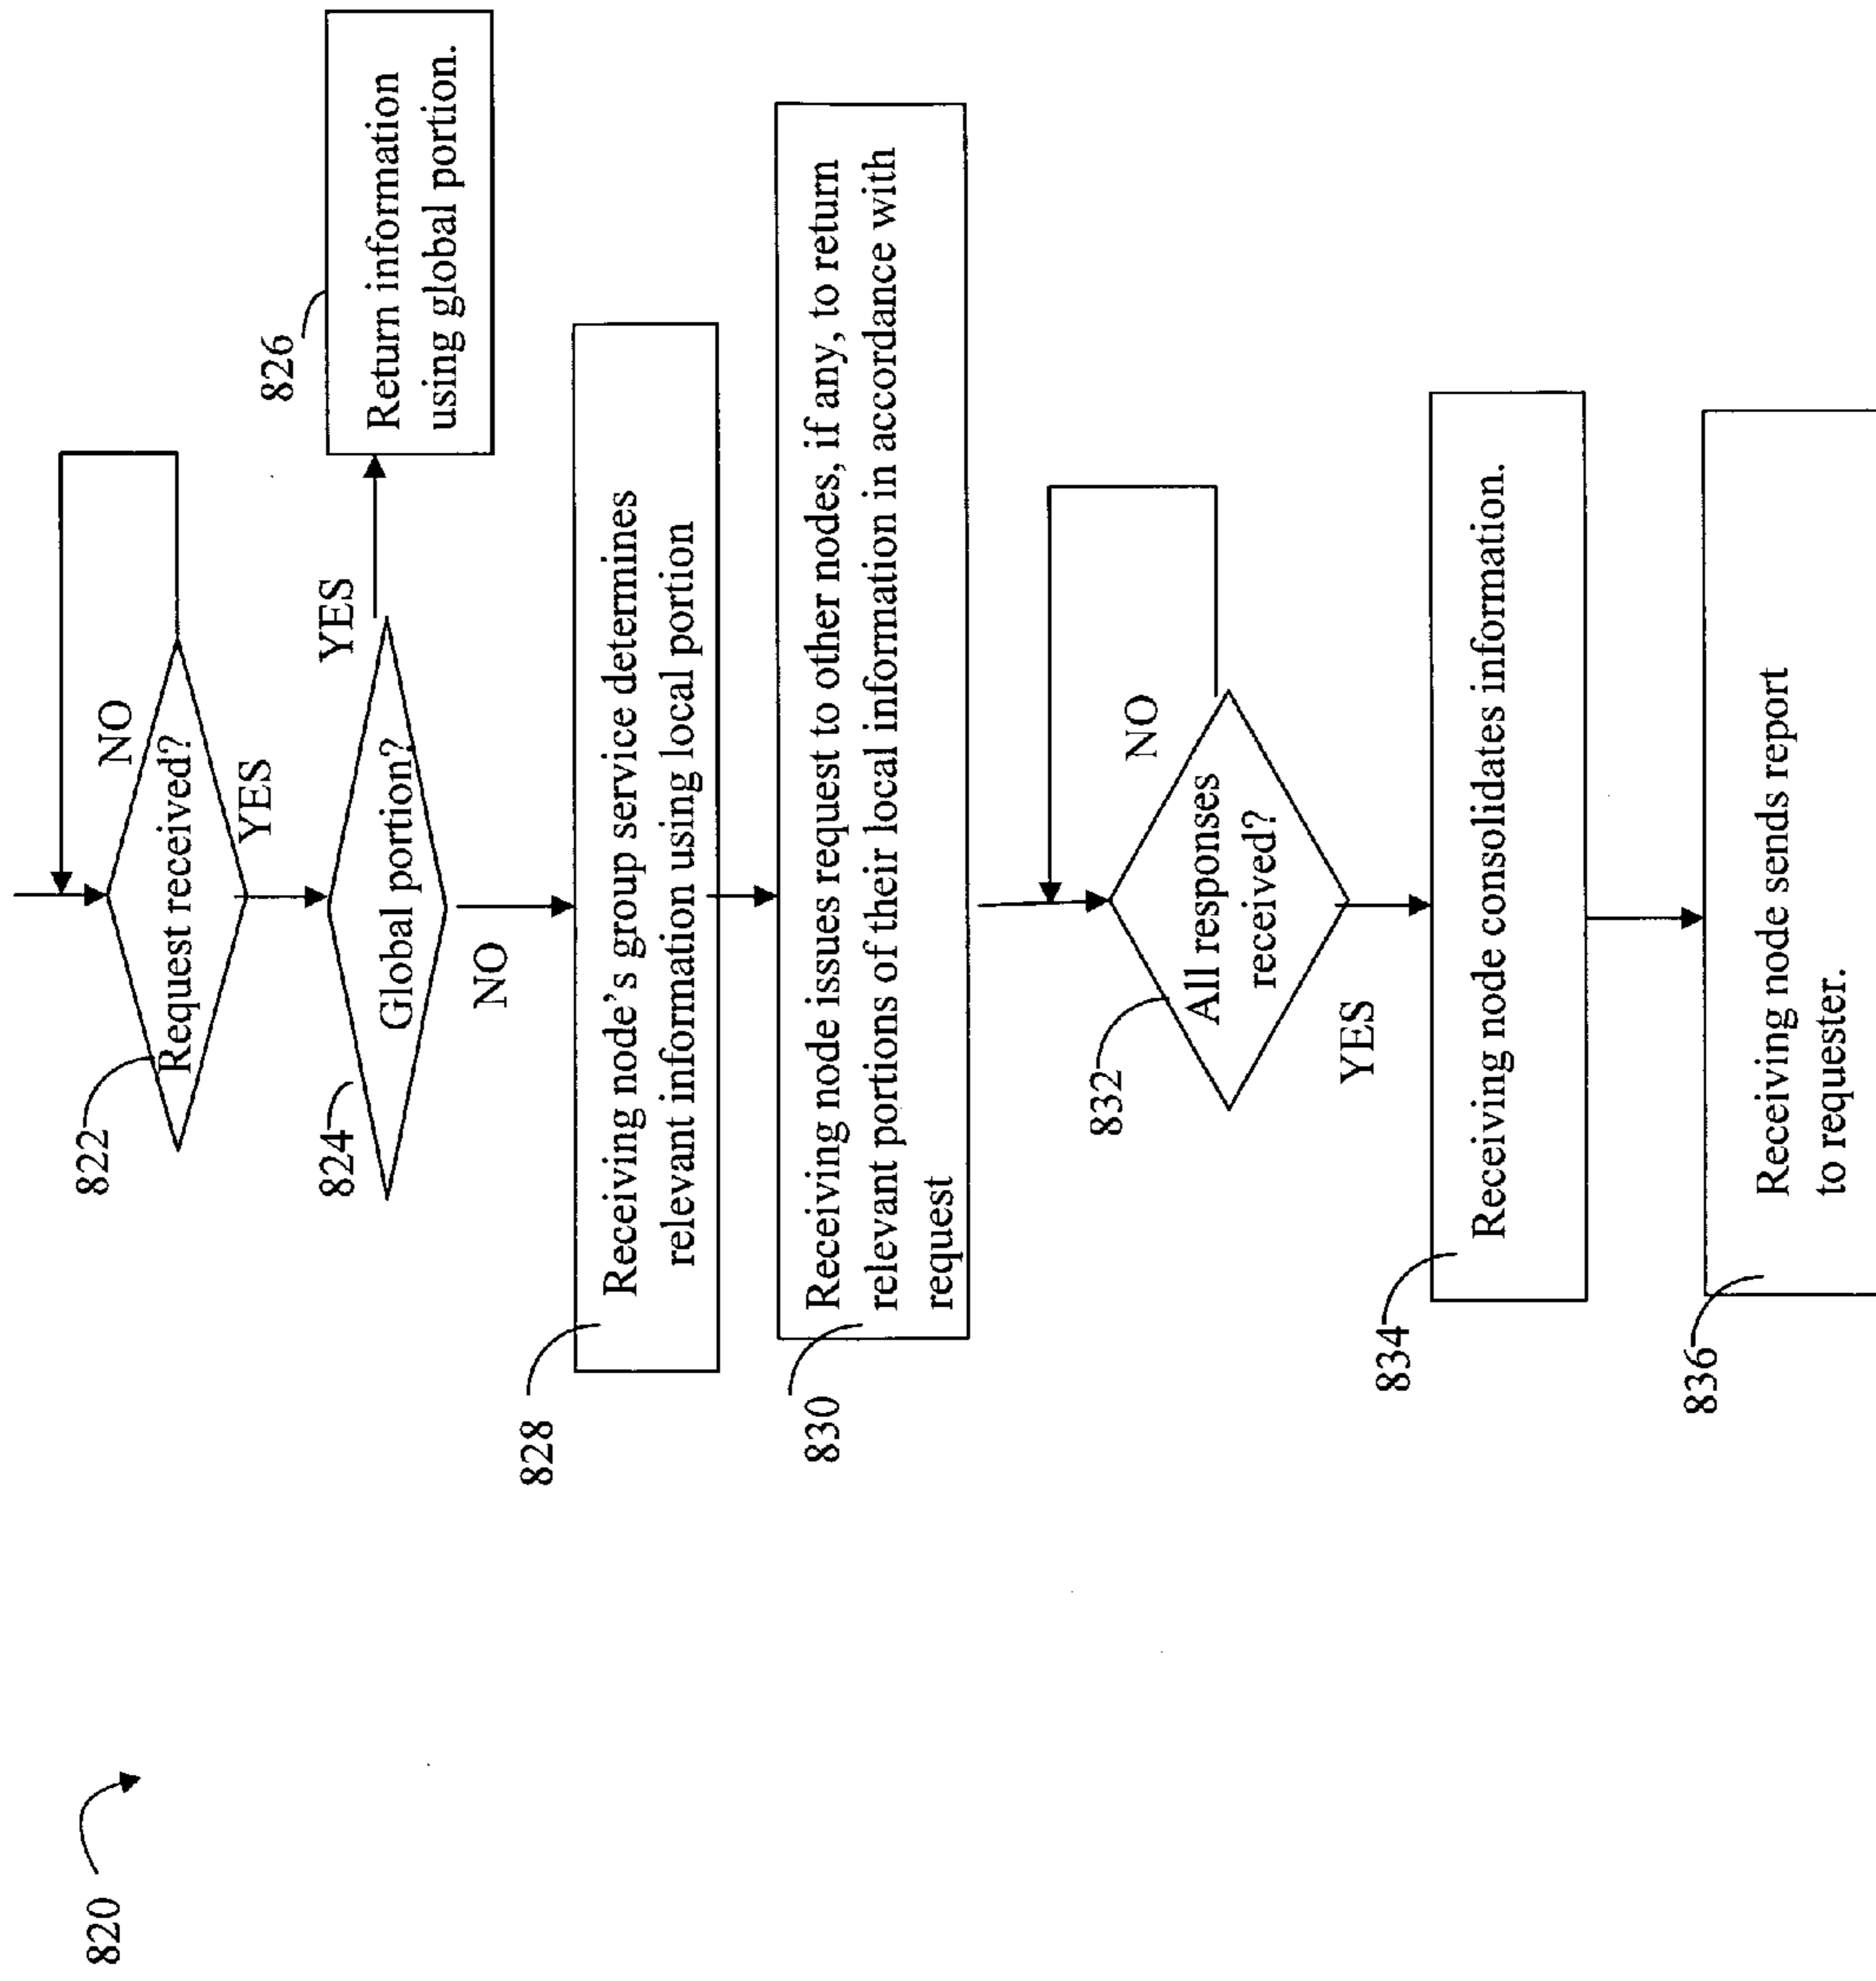 820
822
Request received?
NO
YES
824
Global portion?
YES
NO
826
Return information
using global portion.
828
Receiving node's group service determines
relevant information using local portion
830
Receiving node issues request to other nodes, if any, to return
relevant portions of their local information in accordance with
request
832
All responses
received?
NO
YES
834
Receiving node consolidates information.
836
Receiving node sends report
to requester.